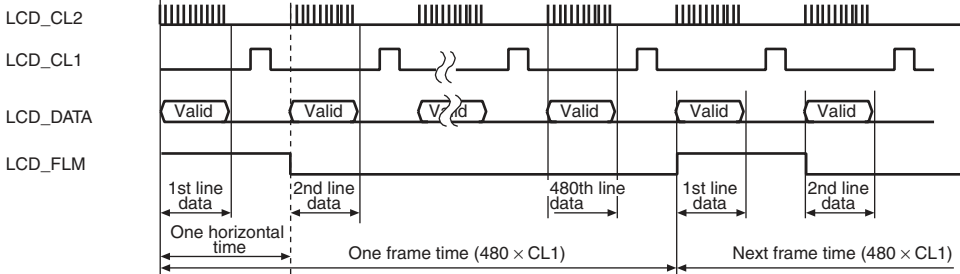 LCD_CL2
LCD_CL1
LCD_DATA
Valid Valid Valid Valid Valid Valid
LCD_FLM
1st line data
2nd line data
480th line data
1st line data
2nd line data
One horizontal time
One frame time (480 × CL1)
Next frame time (480 × CL1)